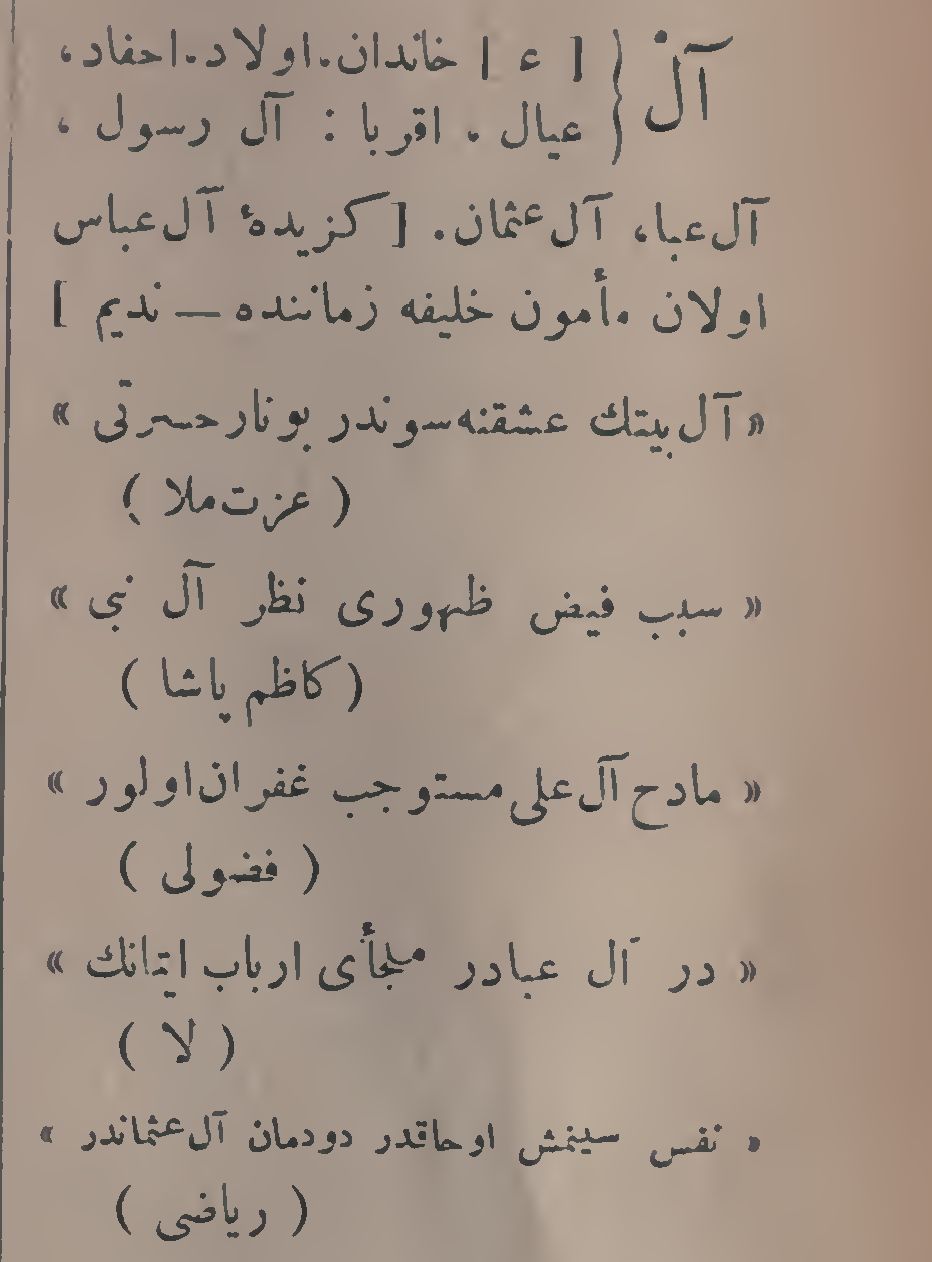 آل { [ ع ] خاندان. اولاد. احفاد،
عيال . اقربا : آل رسول ،
آل عبا، آل عثمان. [ كزيدهٔ آل عباس
اولان مأمون خليفه زماننده — نديم ]
« آل بيتك عشقنه سوندر بو نار حسرتى »
( عزت ملا )
« سبب فيض ظهورى نظر آل نبى »
( كاظم پاشا )
« مادح آل على مستوجب غفران اولور »
( فضولى )
« در آل عبادر ملجأى ارباب ايمانك »
( لا )
« نفس سينمش اوجاقدر دودمان آل عثماندر »
( رياضى )